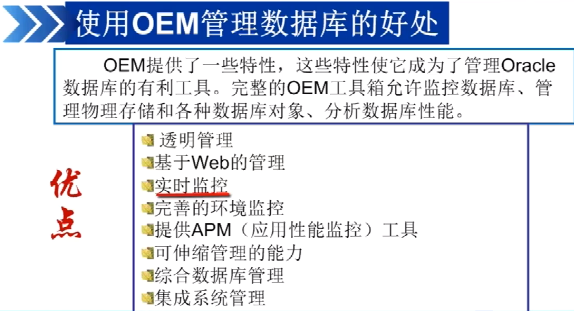 使用OEM管理数据库的好处
OEM提供了一些特性，这些特性使它成为了管理Oracle
数据库的有利工具。完整的OEM工具箱允许监控数据库、管
理物理存储和各种数据库对象、分析数据库性能。
优点
透明管理
基于Web的管理
实时监控
完善的环境监控
提供APM（应用性能监控）工具
可伸缩管理的能力
综合数据库管理
集成系统管理